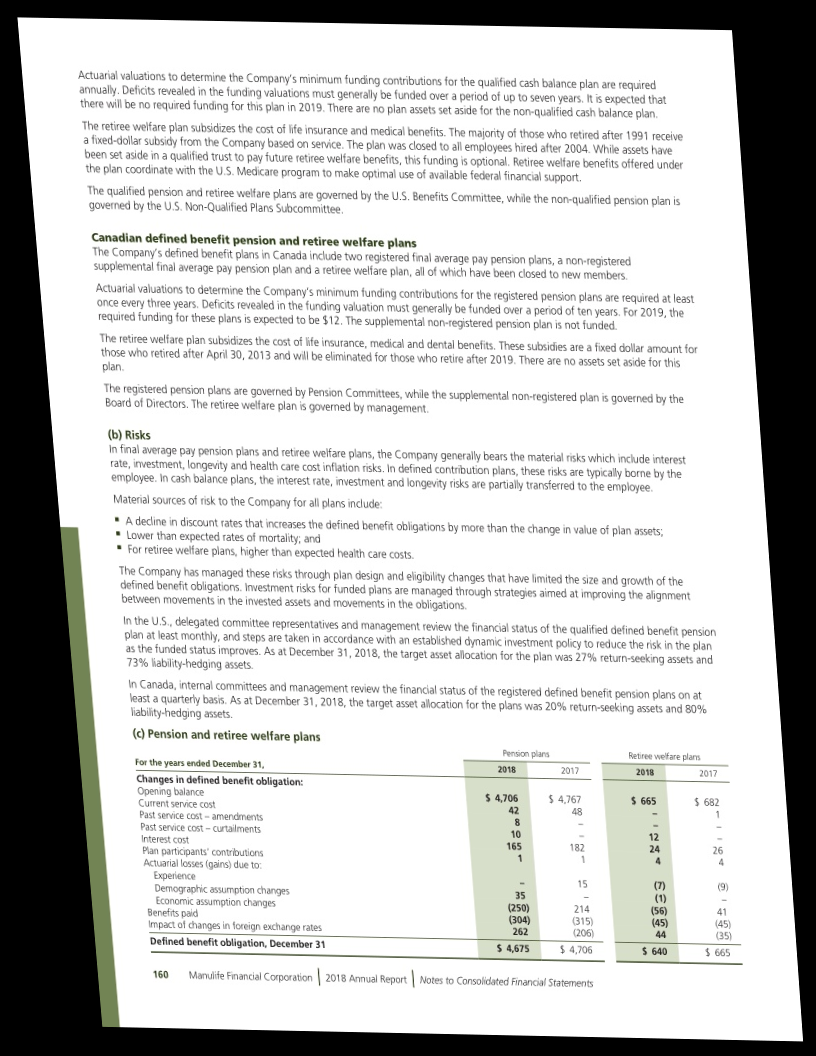 Actuarial valuations to determine the Company's minimum funding contributions for the qualified cash balance plan are required
annually. Deficits revealed in the funding valuations must generally be funded over a period of up to seven years. It is expected that
there will be no required funding for this plan in 2019. There are no plan assets set aside for the non-qualified cash balance plan.
The retiree welfare plan subsidizes the cost of life insurance and medical benefits. The majority of those who retired after 1991 receive
a fixed-dollar subsidy from the Company based on service. The plan was closed to all employees hired after 2004. While assets have
been set aside in a qualified trust to pay future retiree welfare benefits, this funding is optional. Retiree welfare benefits offered under
the plan coordinate with the U.S. Medicare program to make optimal use of available federal financial support.
The qualified pension and retiree welfare plans are governed by the U.S. Benefits Committee, while the non-qualified pension plan is
governed by the U.S. Non-Qualified Plans Subcommittee.
Canadian defined benefit pension and retiree welfare plans
The Company's defined benefit plans in Canada include two registered final average pay pension plans, a non-registered
supplemental final average pay pension plan and a retiree welfare plan, all of which have been closed to new members.
Actuarial valuations to determine the Company's minimum funding contributions for the registered pension plans are required at least
once every three years. Deficits revealed in the funding valuation must generally be funded over a period of ten years. For 2019, the
required funding for these plans is expected to be $12. The supplemental non-registered pension plan is not funded.
The retiree welfare plan subsidizes the cost of life insurance, medical and dental benefits. These subsidies are a fixed dollar amount for
those who retired after April 30, 2013 and will be eliminated for those who retire after 2019. There are no assets set aside for this
plan.
The registered pension plans are governed by Pension Committees, while the supplemental non-registered plan is governed by the
Board of Directors. The retiree welfare plan is governed by management.
(b) Risks
In final average pay pension plans and retiree welfare plans, the Company generally bears the material risks which include interest
rate, investment, longevity and health care cost inflation risks. In defined contribution plans, these risks are typically borne by the
employee. In cash balance plans, the interest rate, investment and longevity risks are partially transferred to the employee.
Material sources of risk to the Company for all plans include:
▪ A decline in discount rates that increases the defined benefit obligations by more than the change in value of plan assets;
▪ Lower than expected rates of mortality; and
▪ For retiree welfare plans, higher than expected health care costs.
The Company has managed these risks through plan design and eligibility changes that have limited the size and growth of the
defined benefit obligations. Investment risks for funded plans are managed through strategies aimed at improving the alignment
between movements in the invested assets and movements in the obligations.
In the U.S., delegated committee representatives and management review the financial status of the qualified defined benefit pension
plan at least monthly, and steps are taken in accordance with an established dynamic investment policy to reduce the risk in the plan
as the funded status improves. As at December 31, 2018, the target asset allocation for the plan was 27% return-seeking assets and
73% liability-hedging assets.
In Canada, internal committees and management review the financial status of the registered defined benefit pension plans on at
least a quarterly basis. As at December 31, 2018, the target asset allocation for the plans was 20% return-seeking assets and 80%
liability-hedging assets.
(c) Pension and retiree welfare plans
Pension plans Retiree welfare plans
For the years ended December 31, 2018 2017 2018 2017
Changes in defined benefit obligation:
Opening balance $ 4,706 $ 4,767 $ 665 $ 682
Current service cost 42 48 – 1
Past service cost – amendments 8 – – –
Past service cost – curtailments 10 – 12 –
Interest cost 165 182 24 26
Plan participants' contributions 1 1 4 4
Actuarial losses (gains) due to:
Experience – 15 (7) (9)
Demographic assumption changes 35 – (1) –
Economic assumption changes (250) 214 (56) 41
Benefits paid (304) (315) (45) (45)
Impact of changes in foreign exchange rates 262 (206) 44 (35)
Defined benefit obligation, December 31 $ 4,675 $ 4,706 $ 640 $ 665
160 Manulife Financial Corporation | 2018 Annual Report | Notes to Consolidated Financial Statements